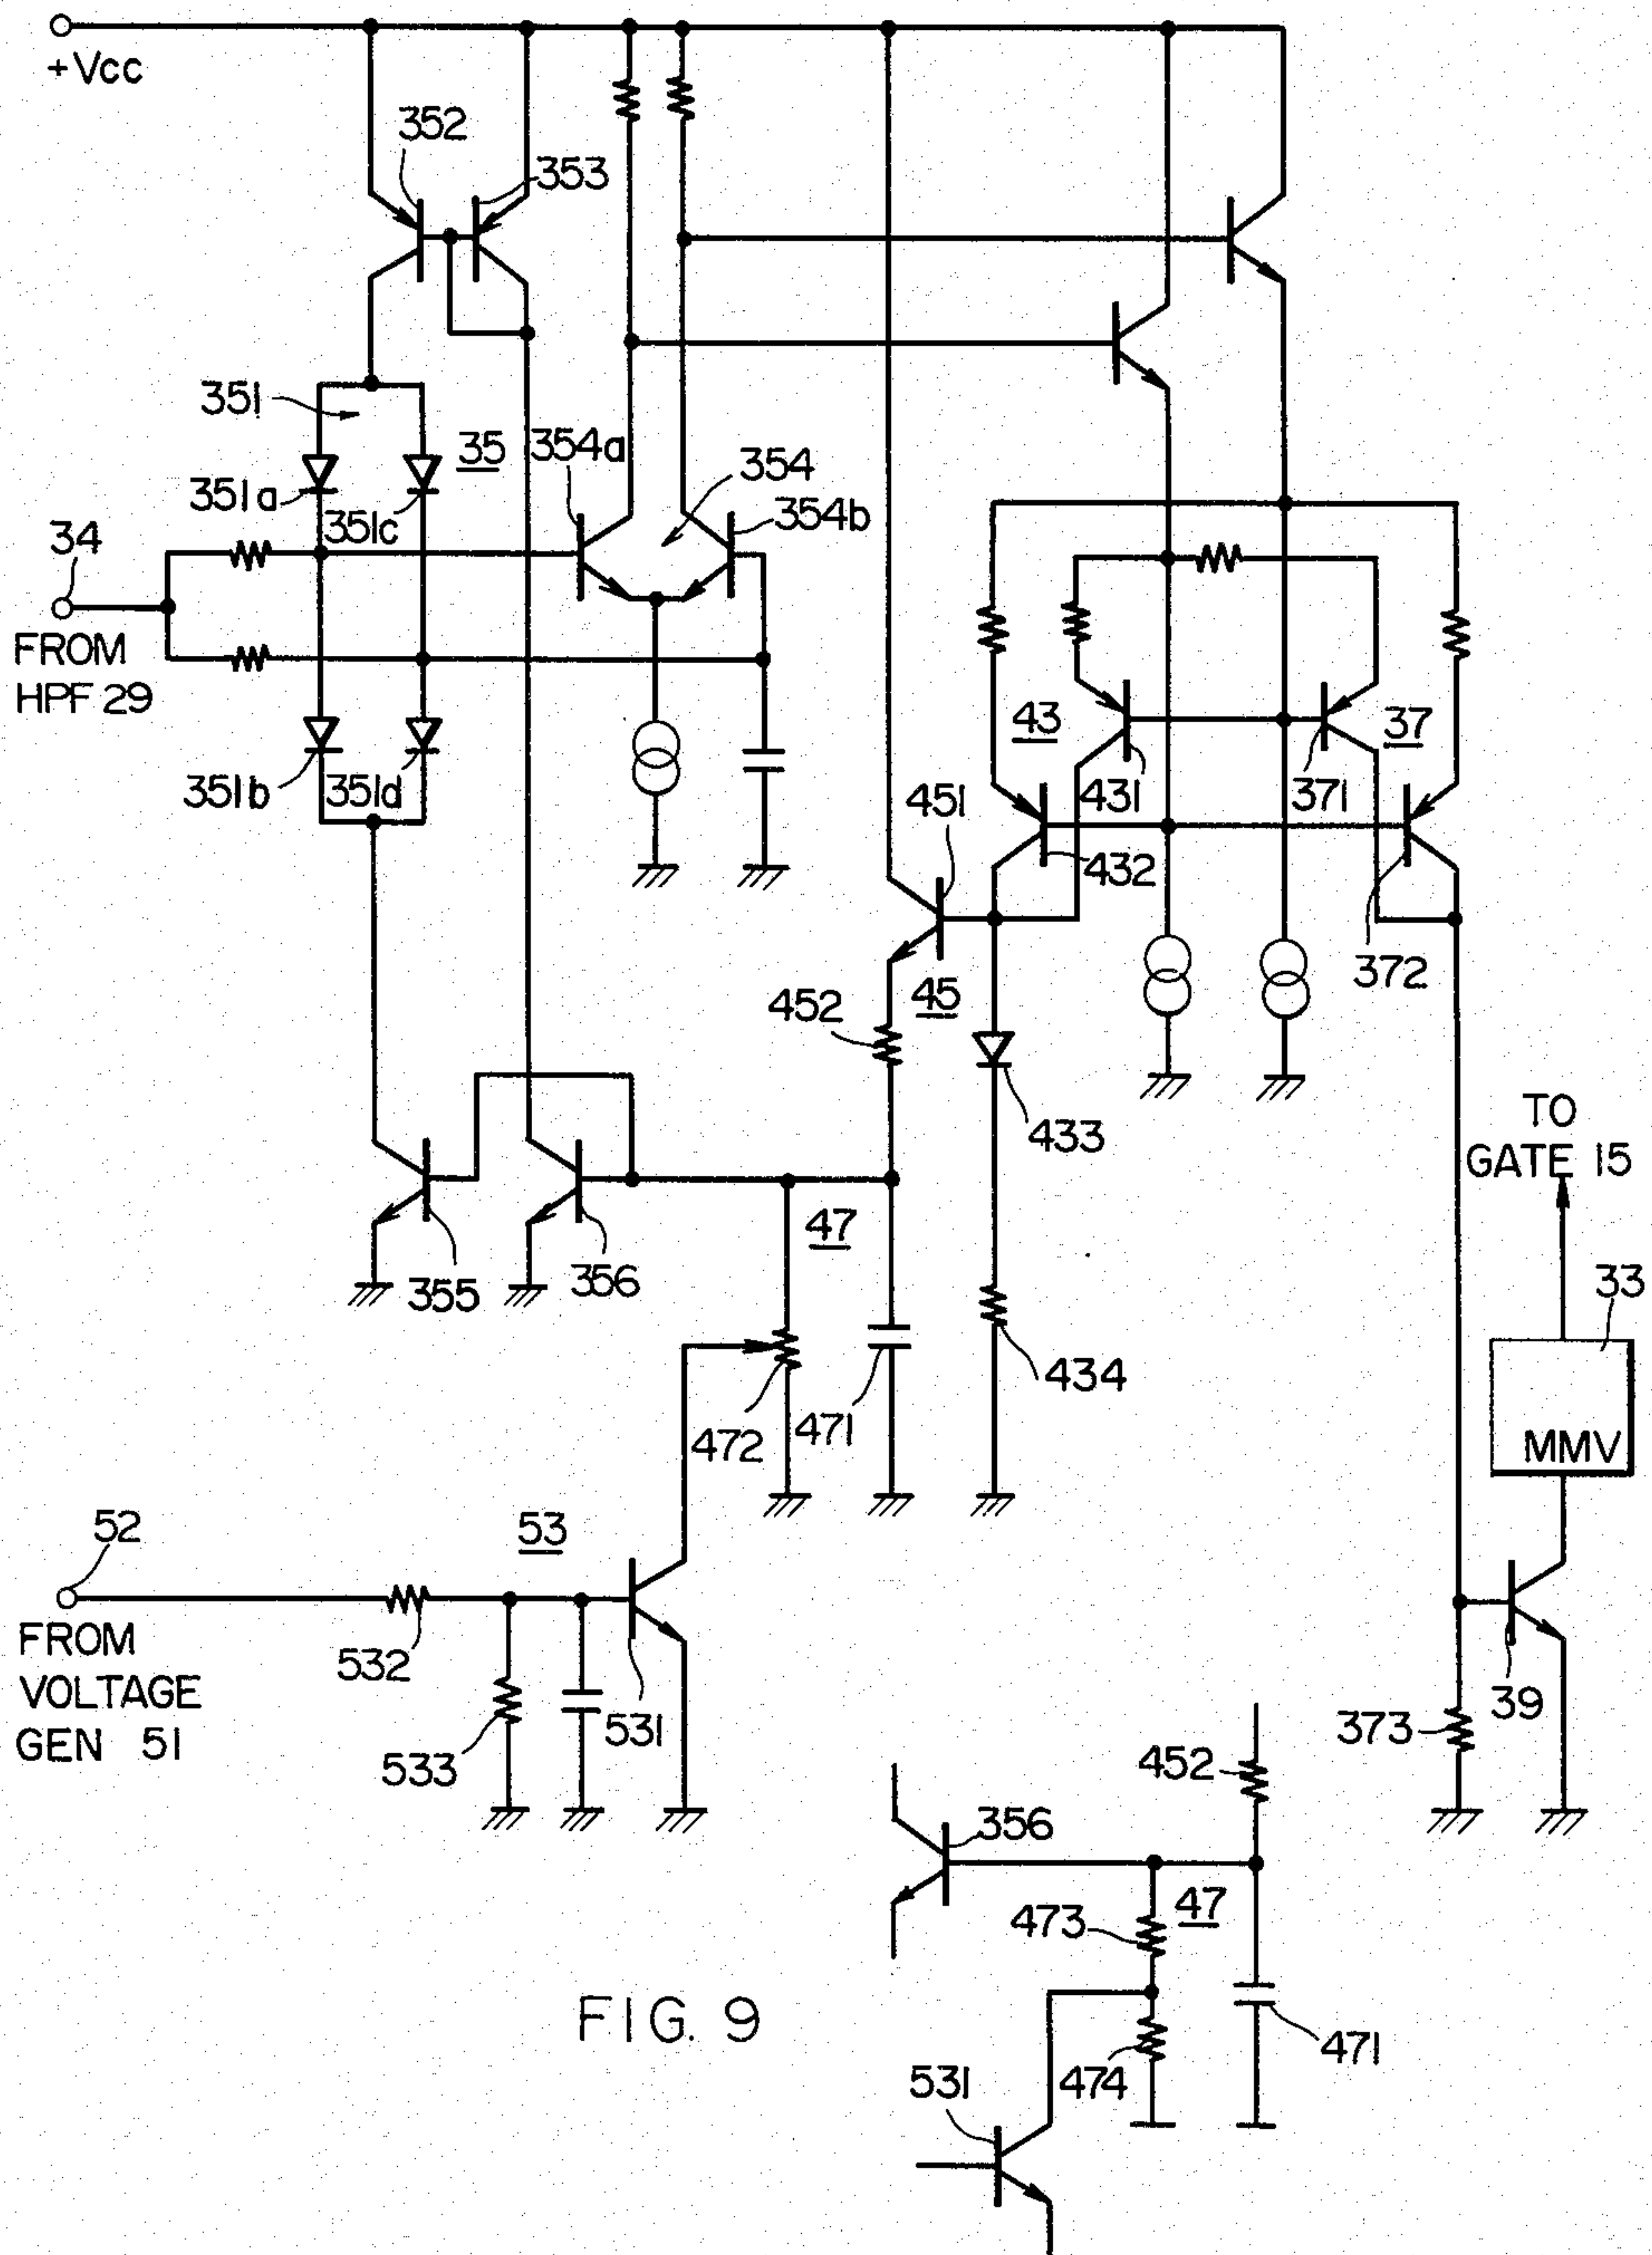 +Vcc
352
353
351
35
354a
354
351a
351c
354b
34
FROM
HPF 29
43
37
351b
351d
451
431
371
432
452
45
372
433
TO
GATE 15
47
355
356
33
434
472
471
MMV
52
53
FROM
VOLTAGE
GEN 51
532
533
531
373
39
452
356
473
47
FIG. 9
474
471
531